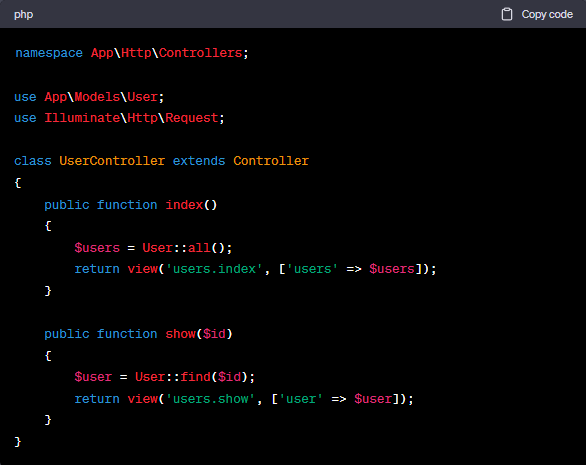 php Copy code
namespace App\Http\Controllers;
use App\Models\User;
use Illuminate\Http\Request;
class UserController extends Controller
{
    public function index()
    {
        $users = User::all();
        return view('users.index', ['users' => $users]);
    }
    public function show($id)
    {
        $user = User::find($id);
        return view('users.show', ['user' => $user]);
    }
}